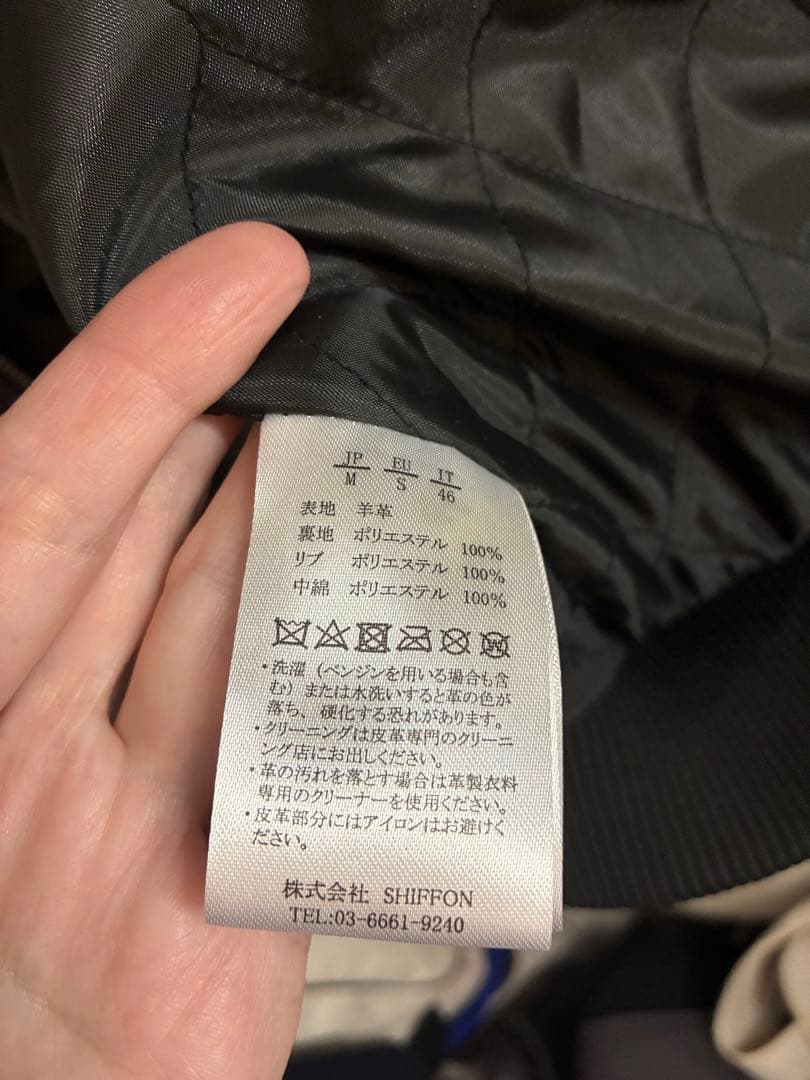 JP EU IT
M S 46
表地 羊革
裏地 ポリエステル 100%
リブ ポリエステル 100%
中綿 ポリエステル 100%
W
・洗濯（ベンジンを用いる場合も含
む）または水洗いすると革の色が
落ち、硬化する恐れがあります。
・クリーニングは皮革専門のクリーニ
ング店にお出しください。
・革の汚れを落とす場合は革製衣料
専用のクリーナーを使用ください。
・皮革部分にはアイロンはお避けく
ださい。
株式会社 SHIFFON
TEL:03-6661-9240